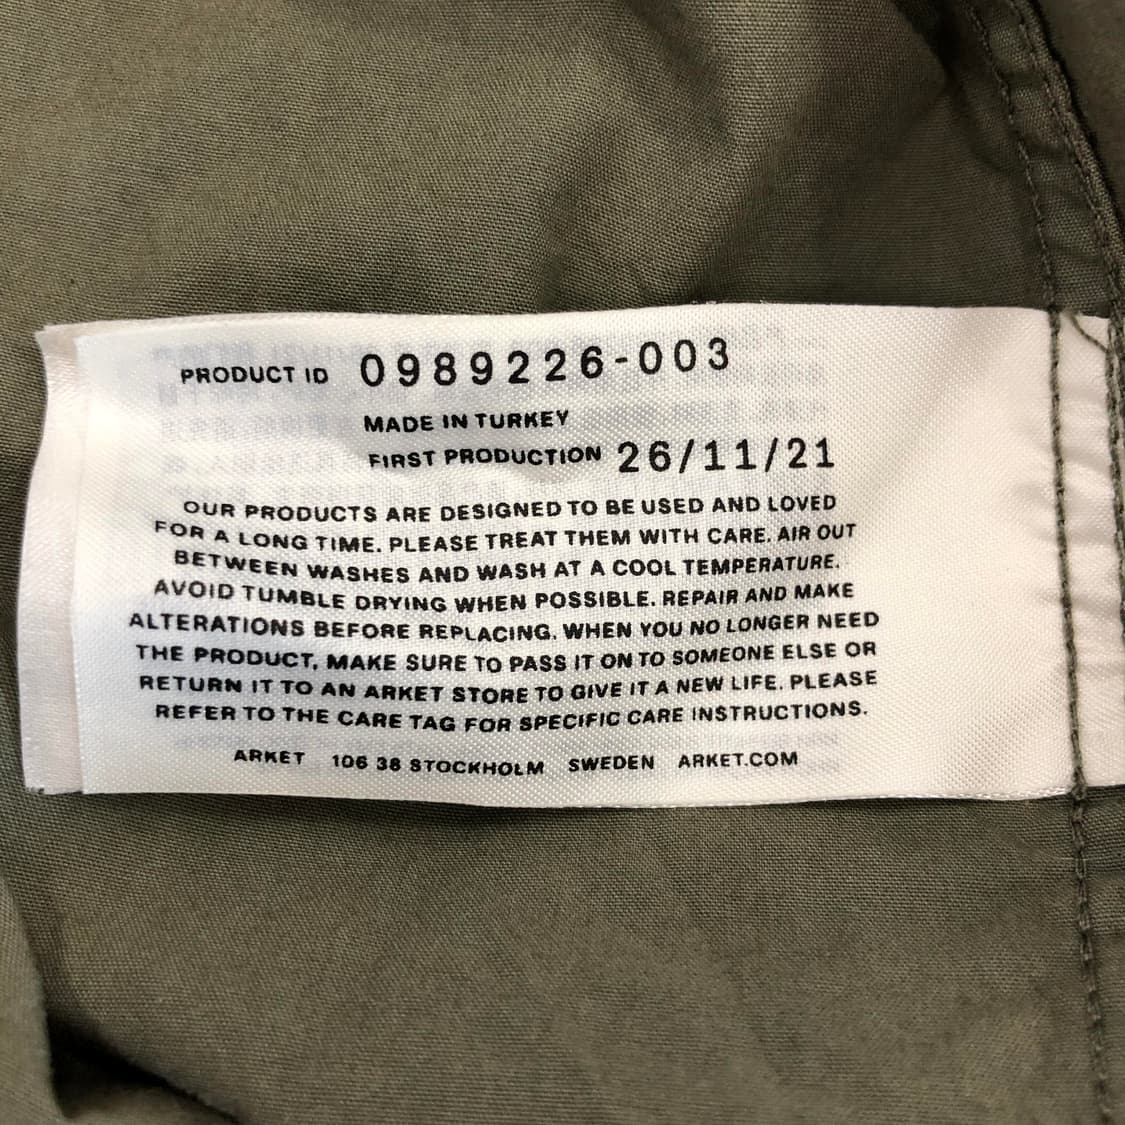 PRODUCT ID 0989226-003
MADE IN TURKEY
FIRST PRODUCTION 26/11/21
OUR PRODUCTS ARE DESIGNED TO BE USED AND LOVED
FOR A LONG TIME. PLEASE TREAT THEM WITH CARE. AIR OUT
BETWEEN WASHES AND WASH AT A COOL TEMPERATURE.
AVOID TUMBLE DRYING WHEN POSSIBLE. REPAIR AND MAKE
ALTERATIONS BEFORE REPLACING. WHEN YOU NO LONGER NEED
THE PRODUCT, MAKE SURE TO PASS IT ON TO SOMEONE ELSE OR
RETURN IT TO AN ARKET STORE TO GIVE IT A NEW LIFE. PLEASE
REFER TO THE CARE TAG FOR SPECIFIC CARE INSTRUCTIONS.
ARKET 106 38 STOCKHOLM SWEDEN ARKET.COM